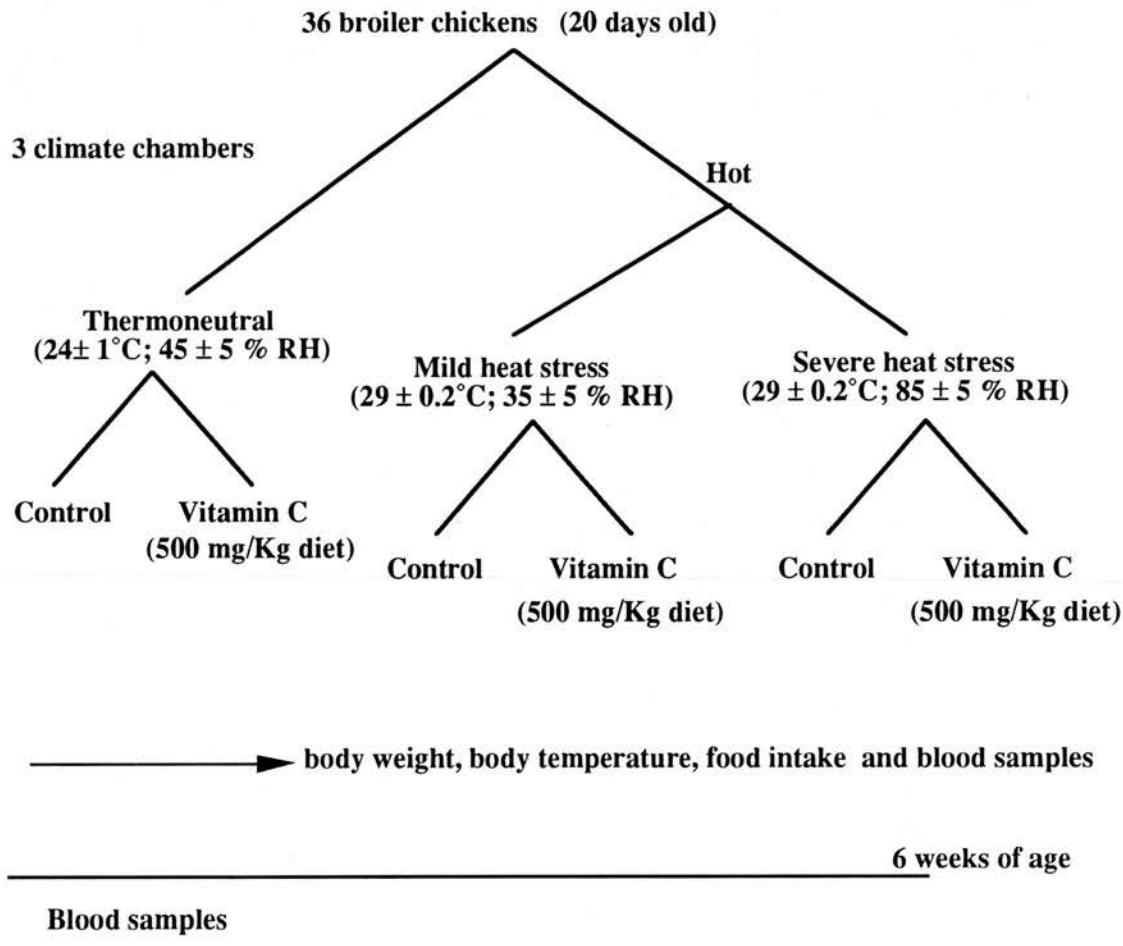 36 broiler chickens (20 days old)
3 climate chambers
Hot
Thermoneutral
(24± 1°C; 45 ± 5 % RH)
Mild heat stress
(29 ± 0.2°C; 35 ± 5 % RH)
Severe heat stress
(29 ± 0.2°C; 85 ± 5 % RH)
Control
Vitamin C
(500 mg/Kg diet)
Control
Vitamin C
(500 mg/Kg diet)
Control
Vitamin C
(500 mg/Kg diet)
body weight, body temperature, food intake and blood samples
6 weeks of age
Blood samples